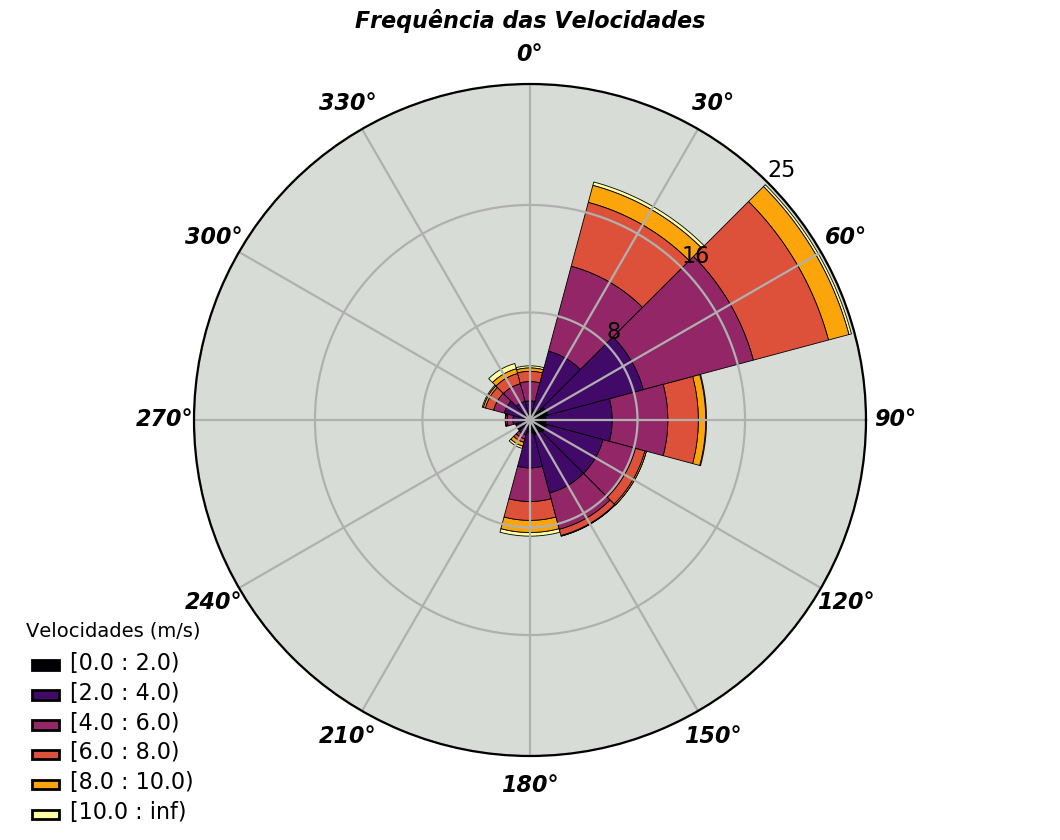 Frequência das Velocidades
0°
330°
30°
25
300°
60°
16
8
270°
90°
240°
120°
Velocidades (m/s)
[0.0 : 2.0)
[2.0 : 4.0)
[4.0 : 6.0)
210°
150°
[6.0 : 8.0)
180°
[8.0 : 10.0)
[10.0 : inf)